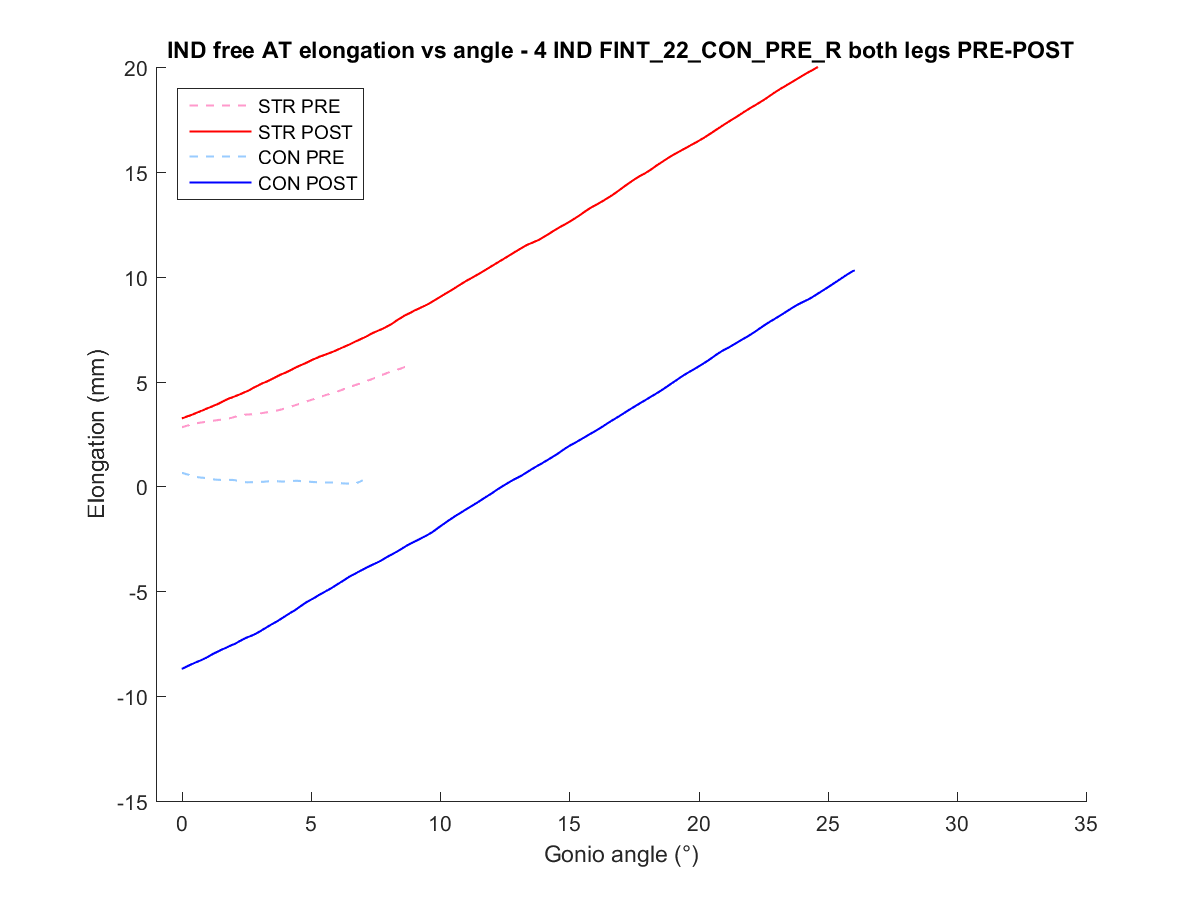 IND free AT elongation vs angle - 4 IND FINT_22_CON_PRE_R both legs PRE-POST
20
15
10
5
0
-5
-10
-15
Elongation (mm)
STR PRE
STR POST
CON PRE
CON POST
0 5 10 15 20 25 30 35
Gonio angle (°)